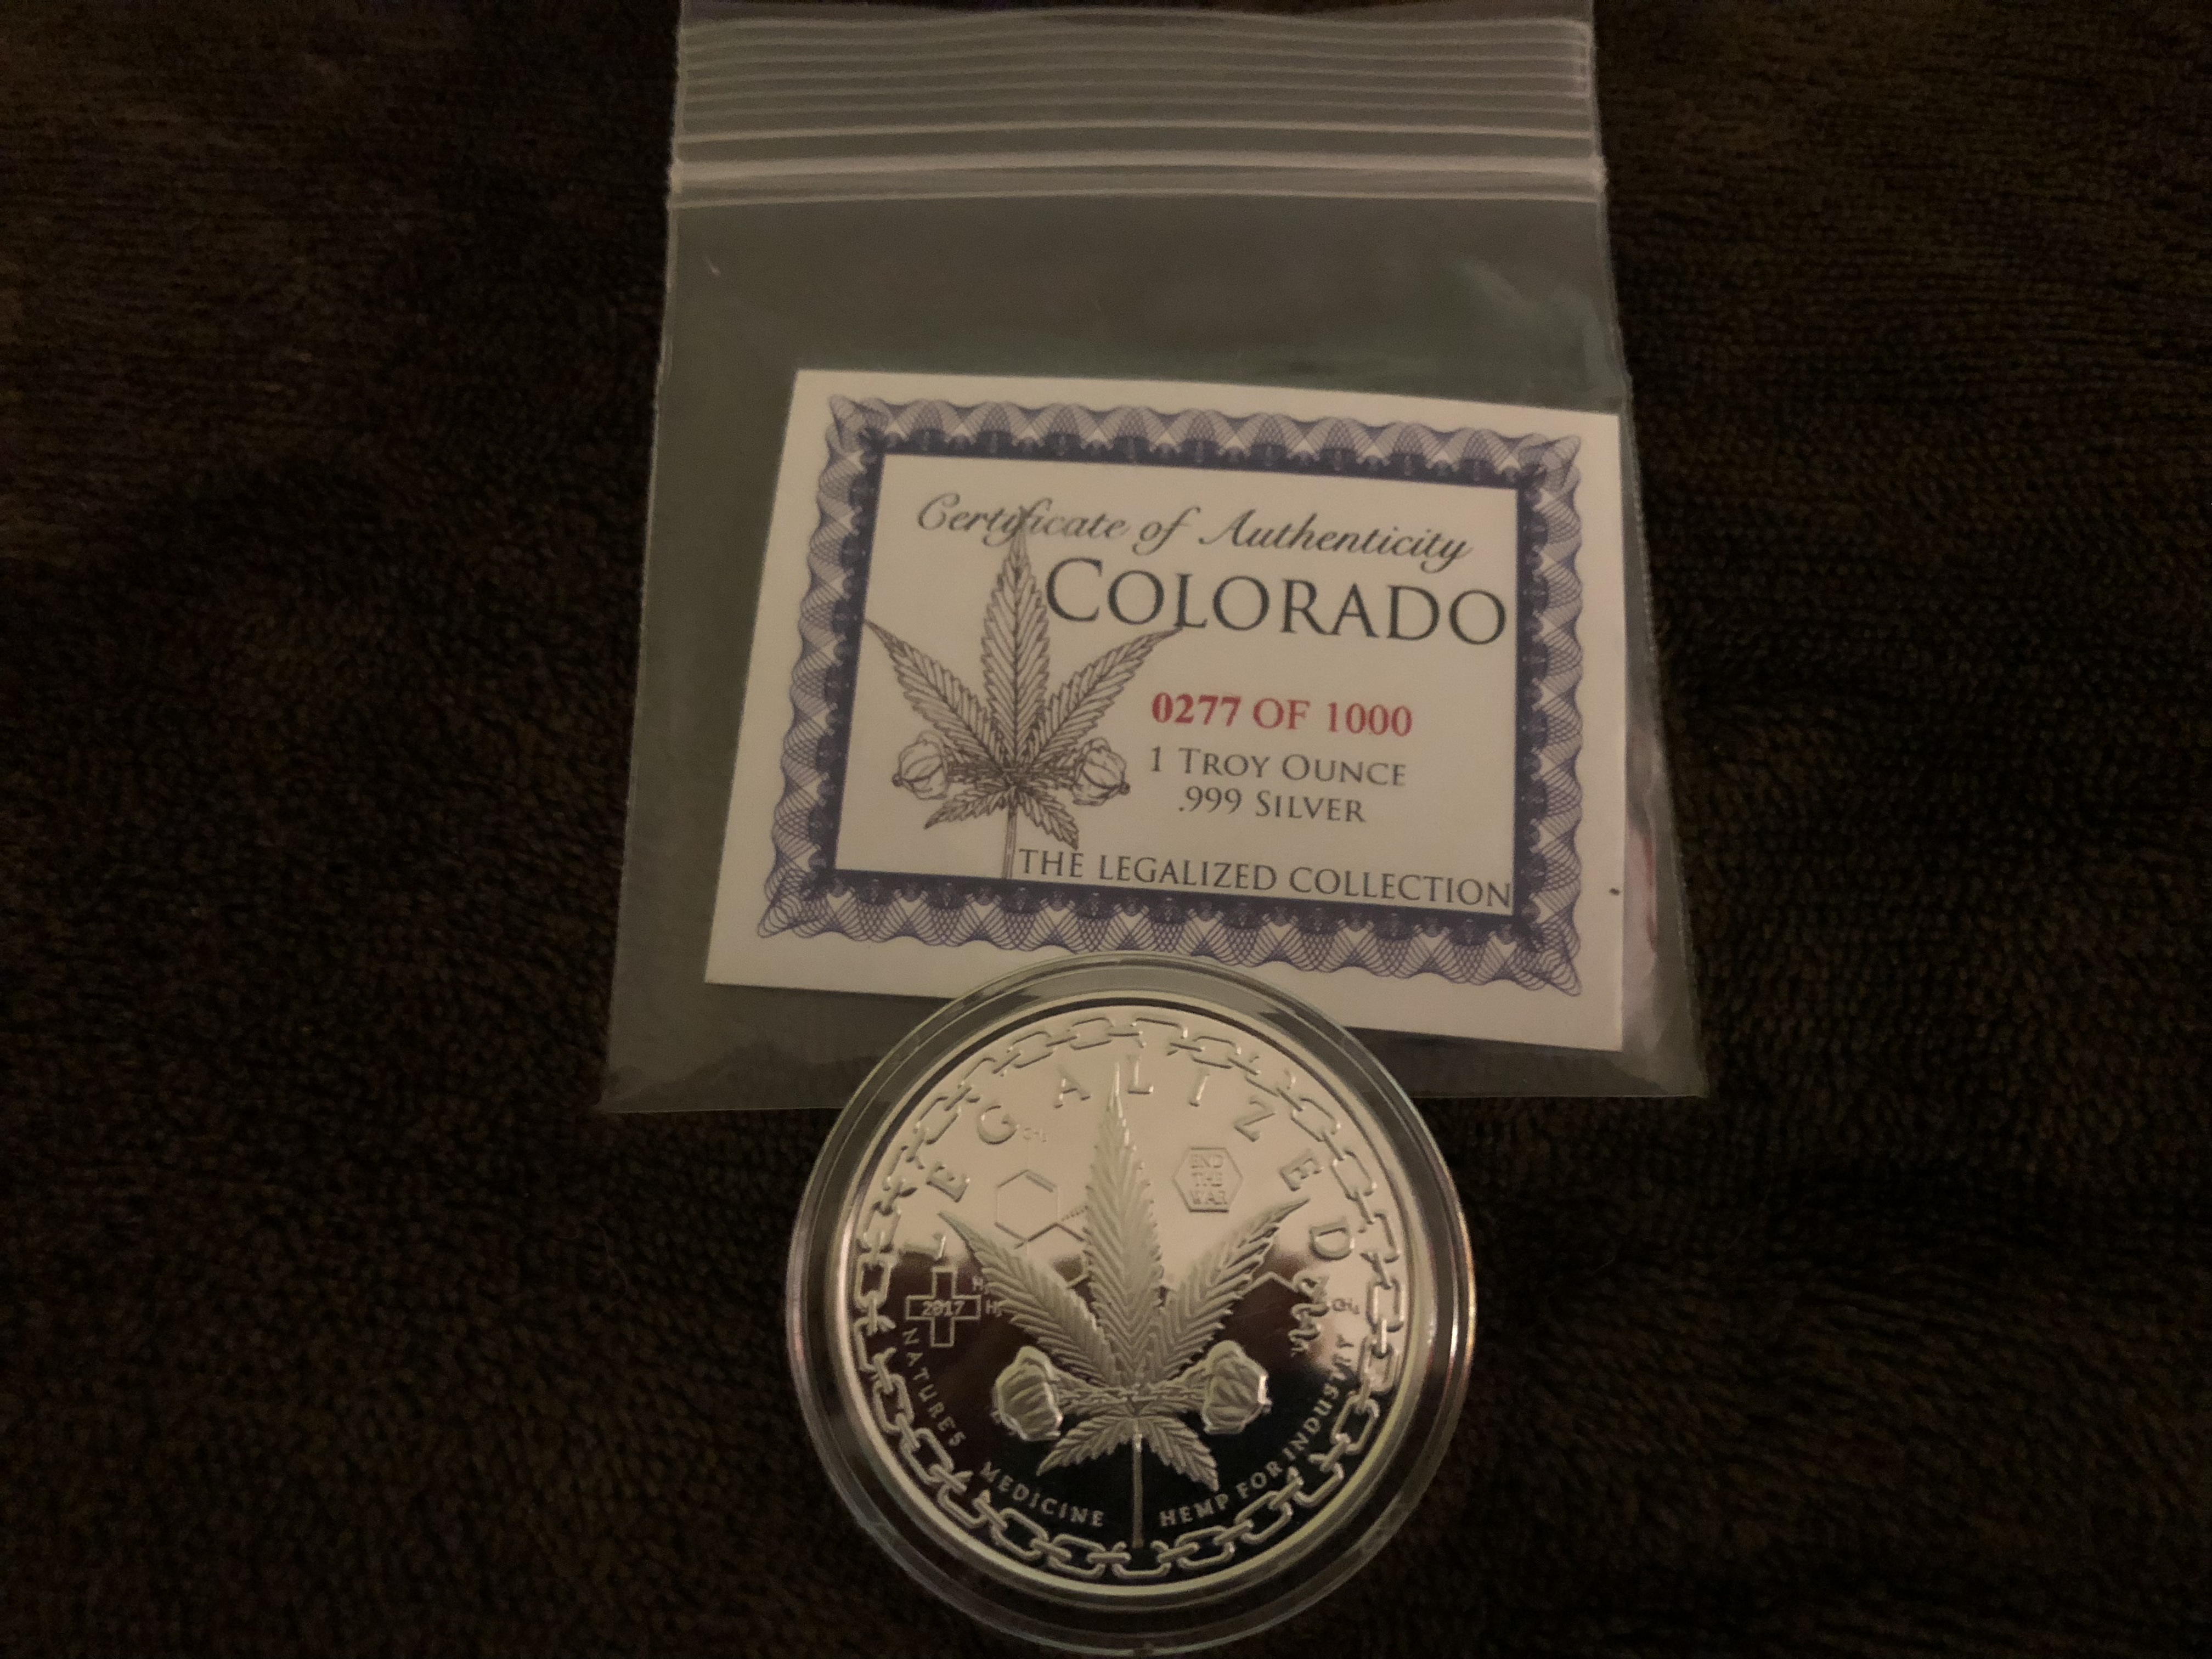 Certificate of Authenticity
COLORADO
0277 OF 1000
1 TROY OUNCE
.999 SILVER
THE LEGALIZED COLLECTION
LEGALIZED
CH₃
END
THE
WAR
2017
NATURES MEDICINE
HEMP FOR INDUSTRY